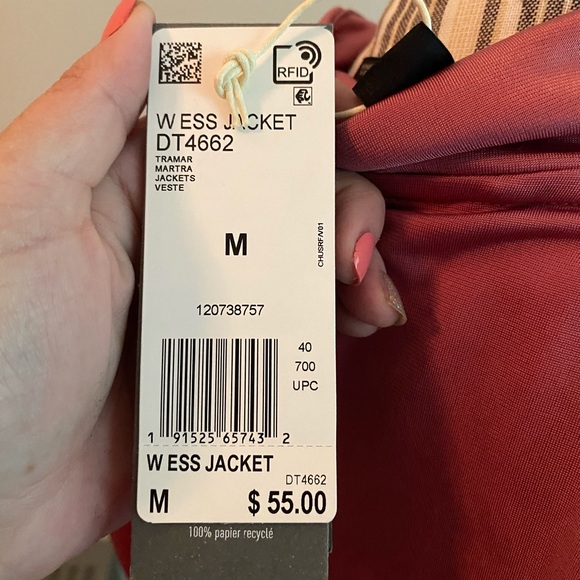 RFID
W ESS JACKET
DT4662
TRAMAR
MARTRA
JACKETS
VESTE
M
CHUSRFA/01
120738757
40
700
UPC
1 91525 65743 2
W ESS JACKET
DT4662
M $ 55.00
100% papier recyclé